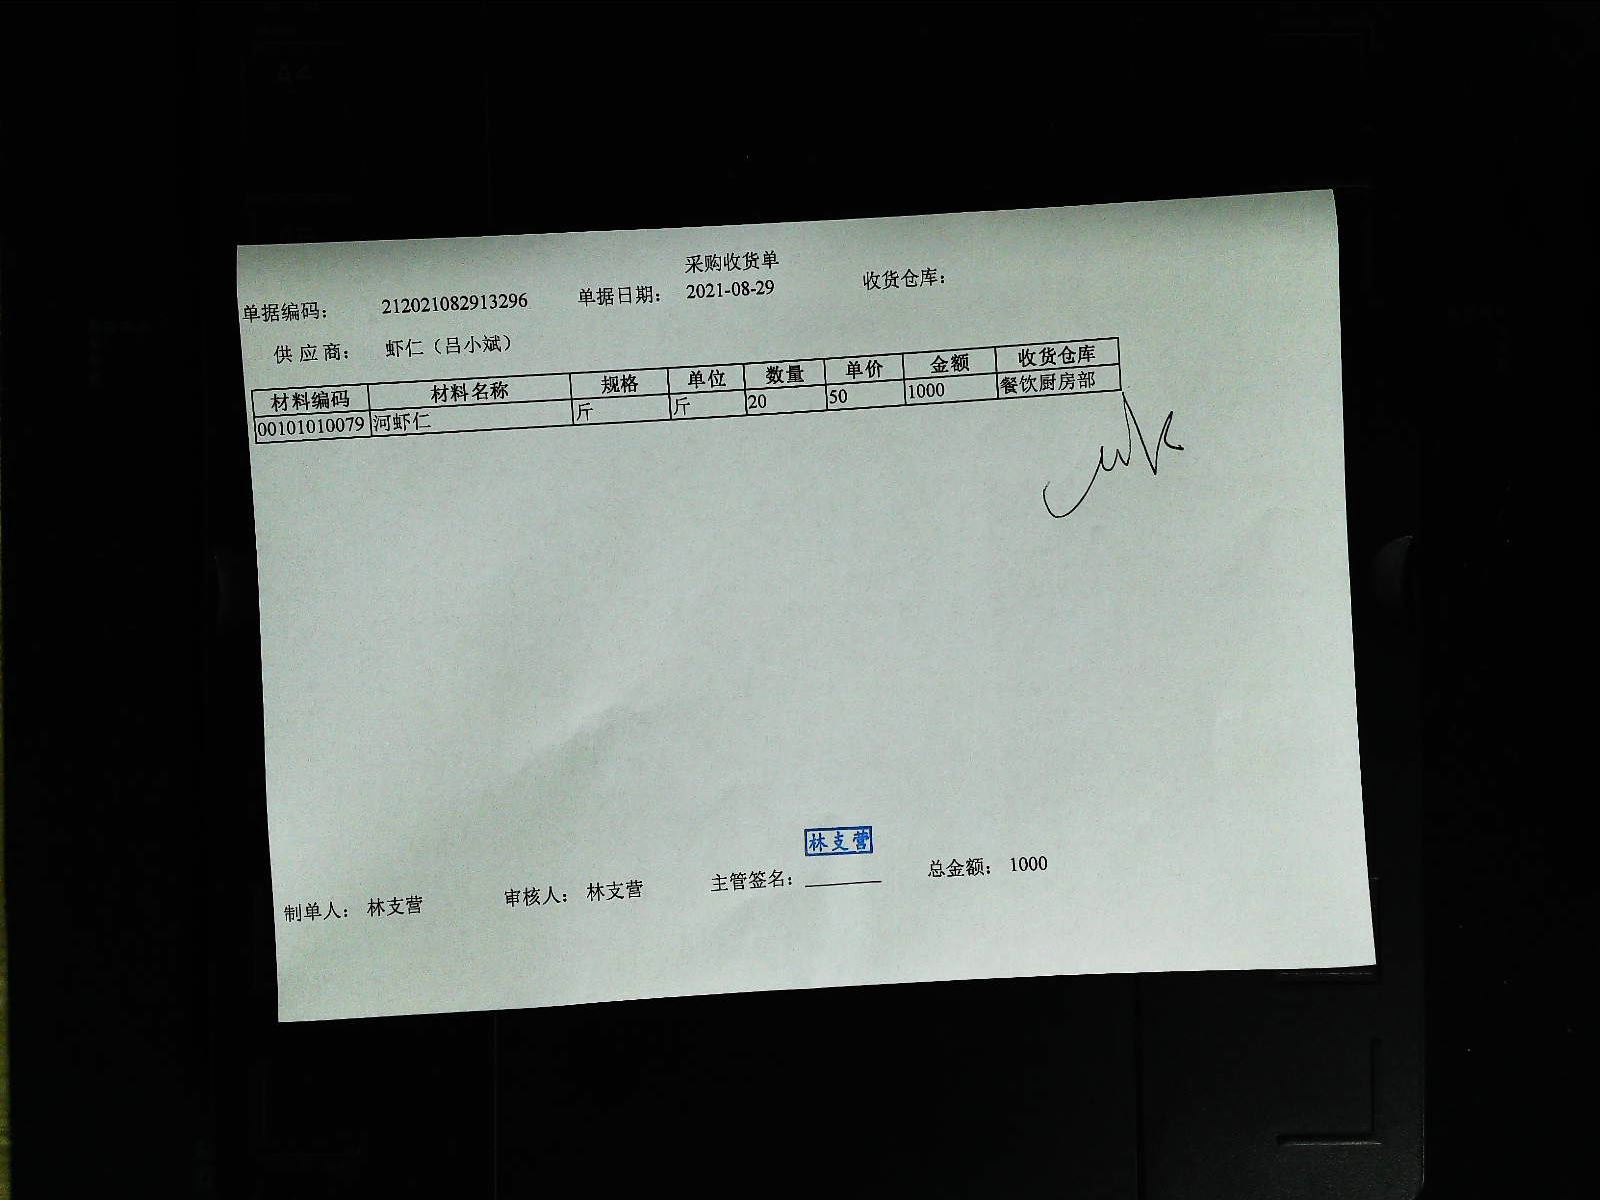 采购收货单
单据编码： 212021082913296 单据日期： 2021-08-29 收货仓库：
供应商： 虾仁（吕小斌）
材料编码 材料名称 规格 单位 数量 单价 金额 收货仓库
00101010079 河虾仁 斤 斤 20 50 1000 餐饮厨房部
林支营
制单人： 林支营 审核人： 林支营 主管签名： 总金额： 1000